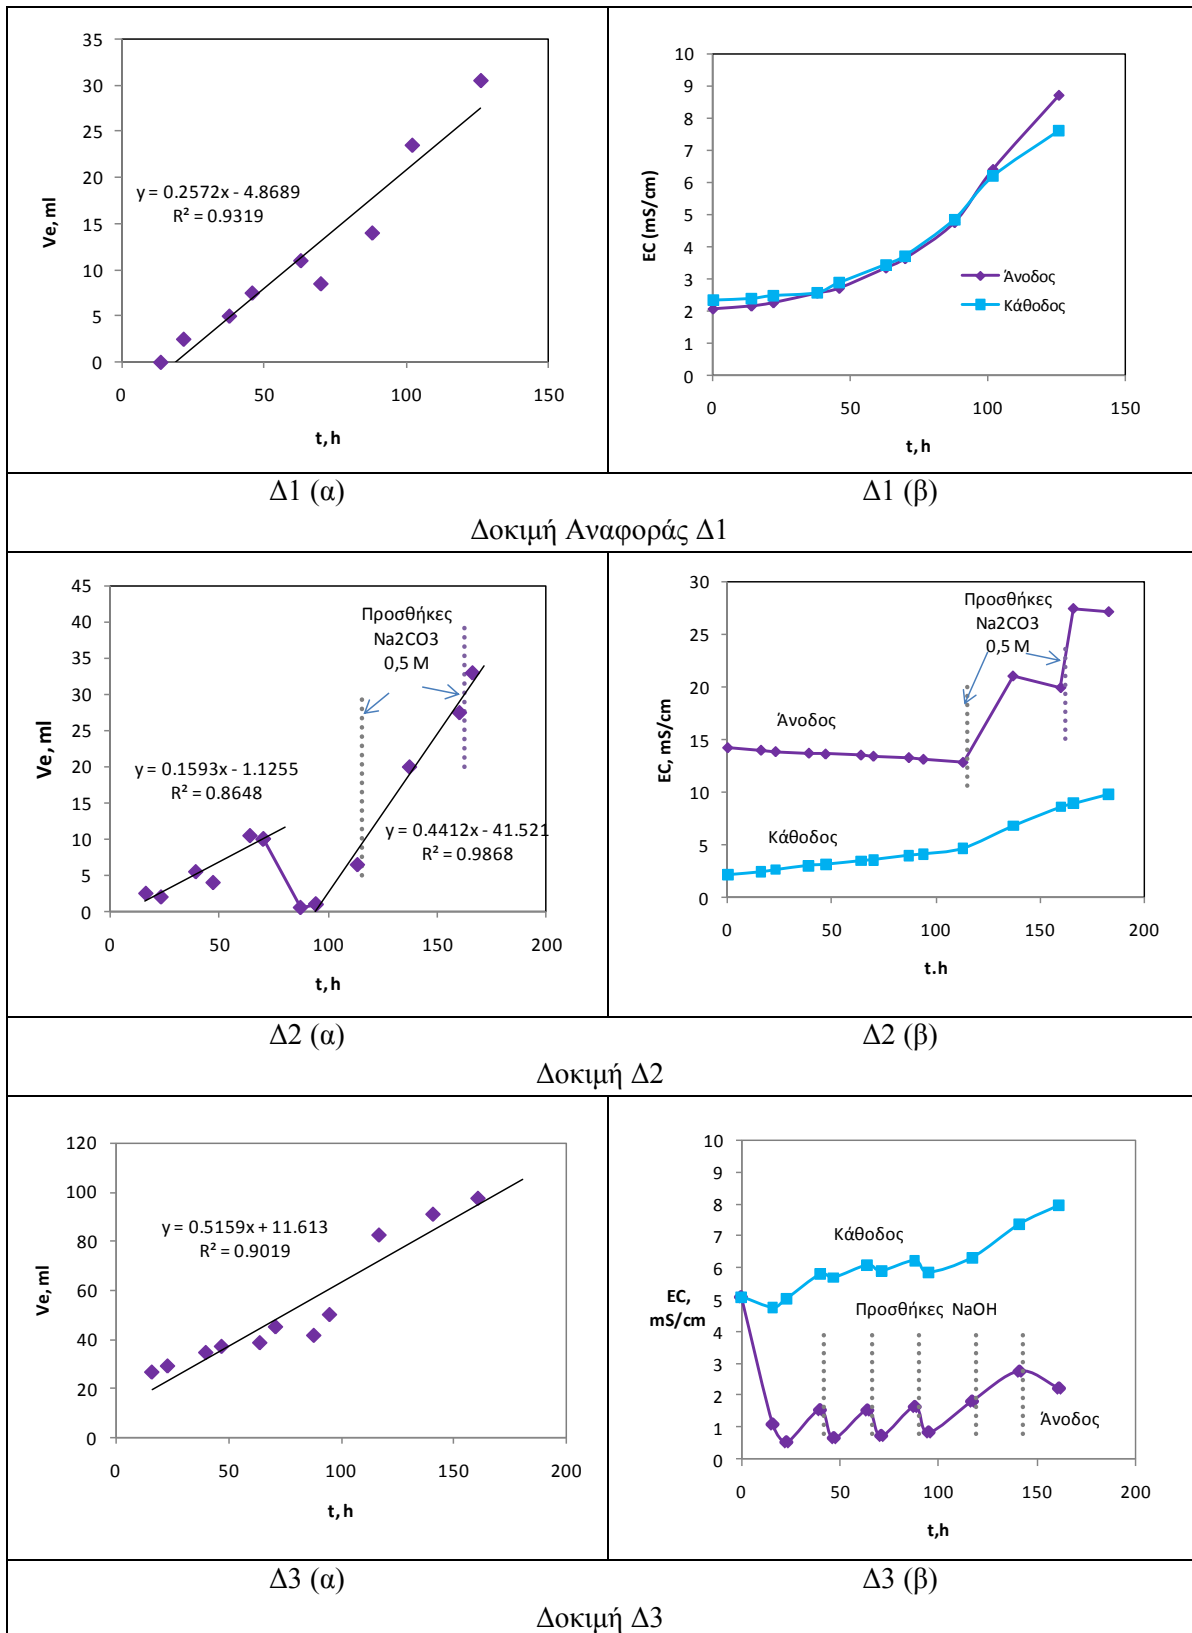 35
30
25
20
15
10
5
0
Ve, ml
y = 0.2572x - 4.8689
R² = 0.9319
0 50 100 150
t, h
10
9
8
7
6
5
4
3
2
1
0
EC (mS/cm)
Άνοδος
Κάθοδος
0 50 100 150
t, h
Δ1 (α) Δ1 (β)
Δοκιμή Αναφοράς Δ1
45
40
35
30
25
20
15
10
5
0
Ve, ml
Προσθήκες
Na2CO3
0,5 M
y = 0.1593x - 1.1255
R² = 0.8648
y = 0.4412x - 41.521
R² = 0.9868
0 50 100 150 200
t, h
30
25
20
15
10
5
0
EC, mS/cm
Προσθήκες
Na2CO3
0,5 M
Άνοδος
Κάθοδος
0 50 100 150 200
t.h
Δ2 (α) Δ2 (β)
Δοκιμή Δ2
120
100
80
60
40
20
0
Ve, ml
y = 0.5159x + 11.613
R² = 0.9019
0 50 100 150 200
t, h
10
9
8
7
6
5
4
3
2
1
0
EC,
mS/cm
Κάθοδος
Προσθήκες NaOH
Άνοδος
0 50 100 150 200
t,h
Δ3 (α) Δ3 (β)
Δοκιμή Δ3